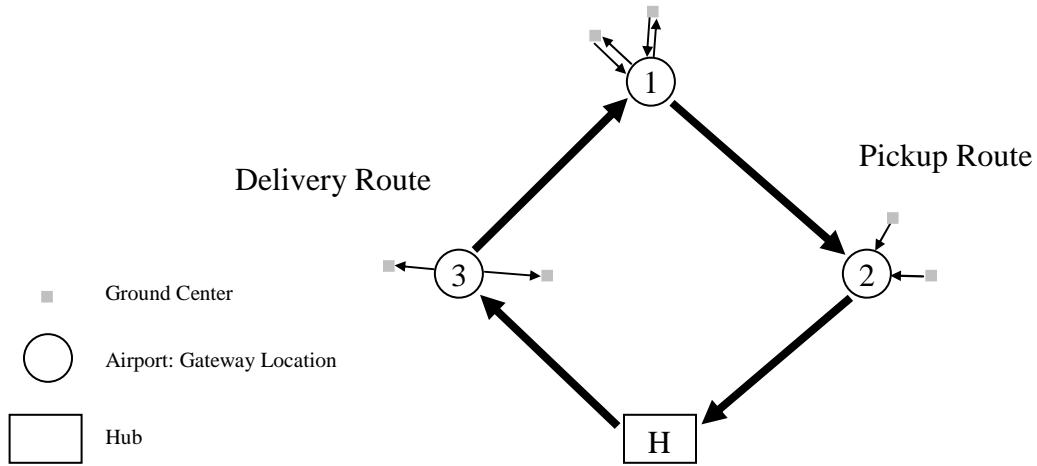 1
Pickup Route
Delivery Route
3
2
Ground Center
Airport: Gateway Location
Hub
H